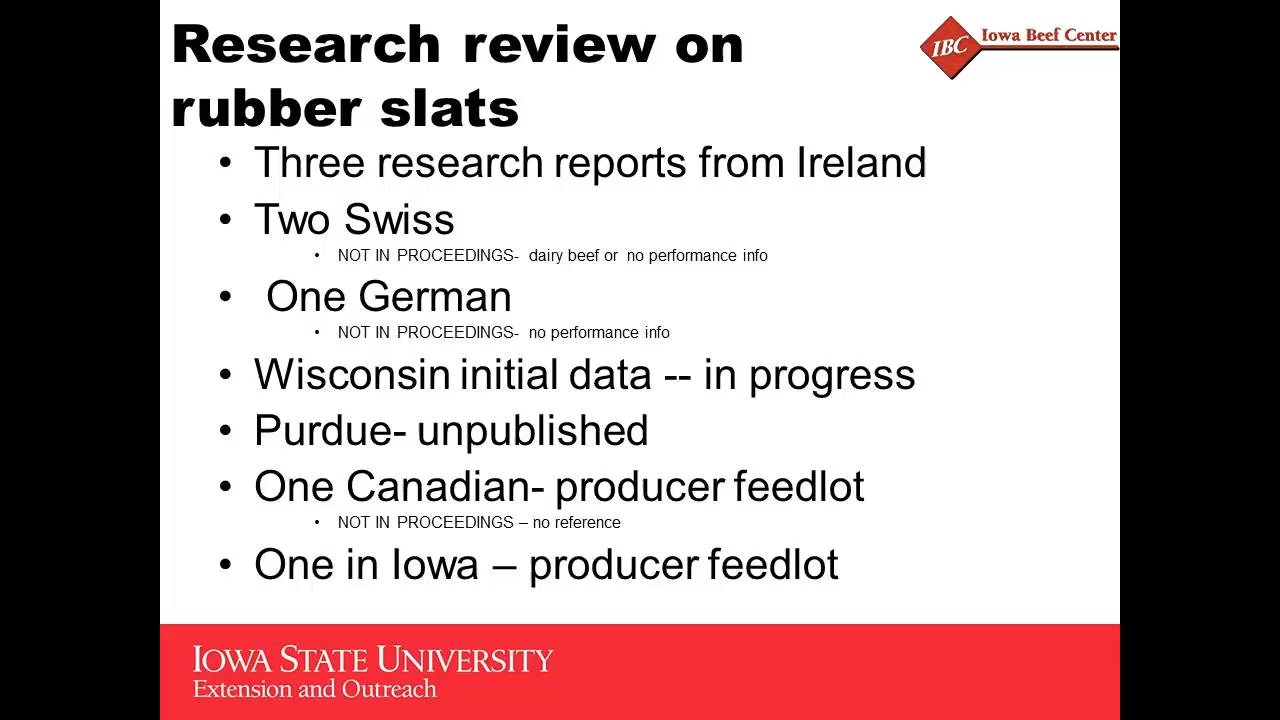 Research review on
rubber slats
IBC Iowa Beef Center
• Three research reports from Ireland
• Two Swiss
• NOT IN PROCEEDINGS- dairy beef or no performance info
• One German
• NOT IN PROCEEDINGS- no performance info
• Wisconsin initial data -- in progress
• Purdue- unpublished
• One Canadian- producer feedlot
• NOT IN PROCEEDINGS – no reference
• One in Iowa – producer feedlot
IOWA STATE UNIVERSITY
Extension and Outreach